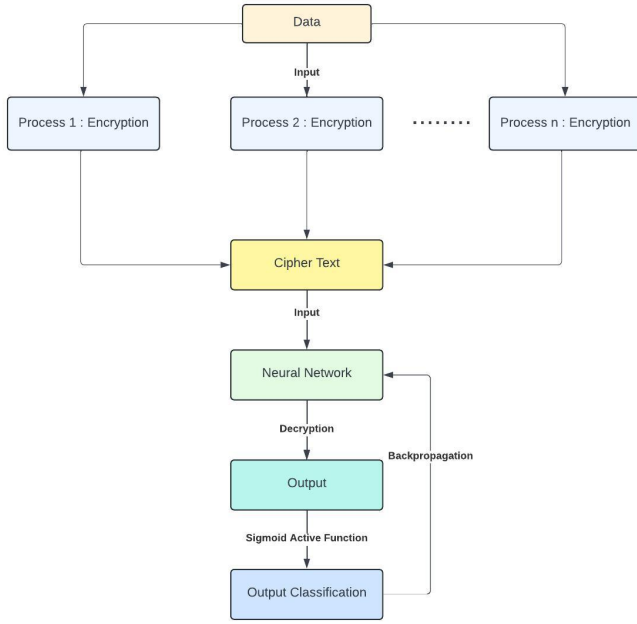 Data
Input
Process 1 : Encryption
Process 2 : Encryption
........
Process n : Encryption
Cipher Text
Input
Neural Network
Decryption
Backpropagation
Output
Sigmoid Active Function
Output Classification